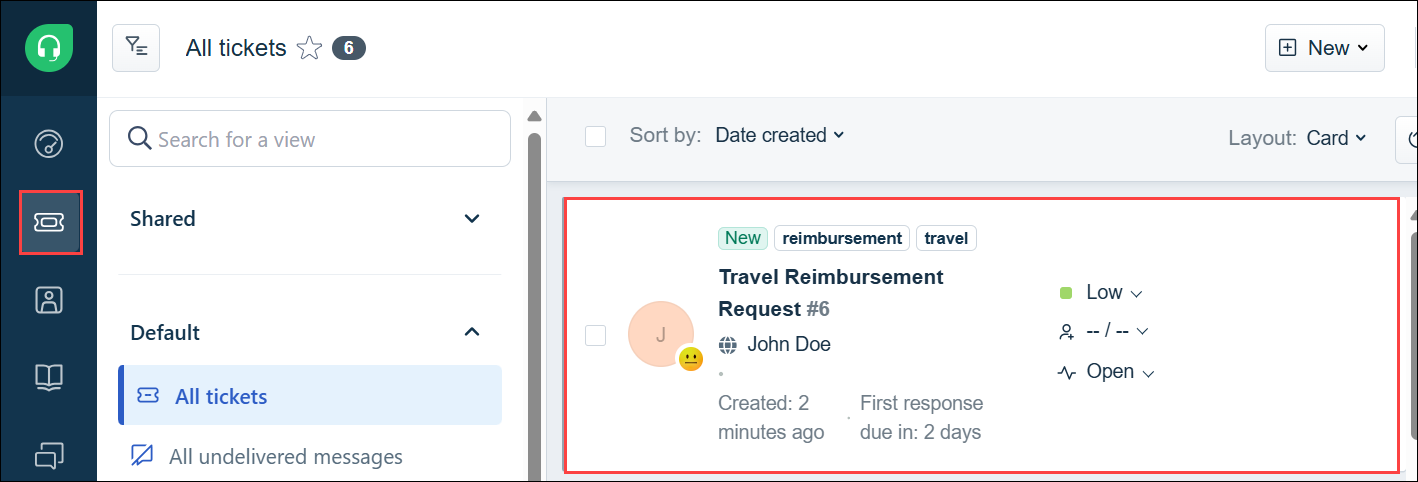 All tickets 6
New
Search for a view
Shared
Default
All tickets
All undelivered messages
Sort by: Date created
Layout: Card
New reimbursement travel
Travel Reimbursement
Request #6
J
John Doe
Created: 2
minutes ago
·
First response
due in: 2 days
Low
-- / --
Open